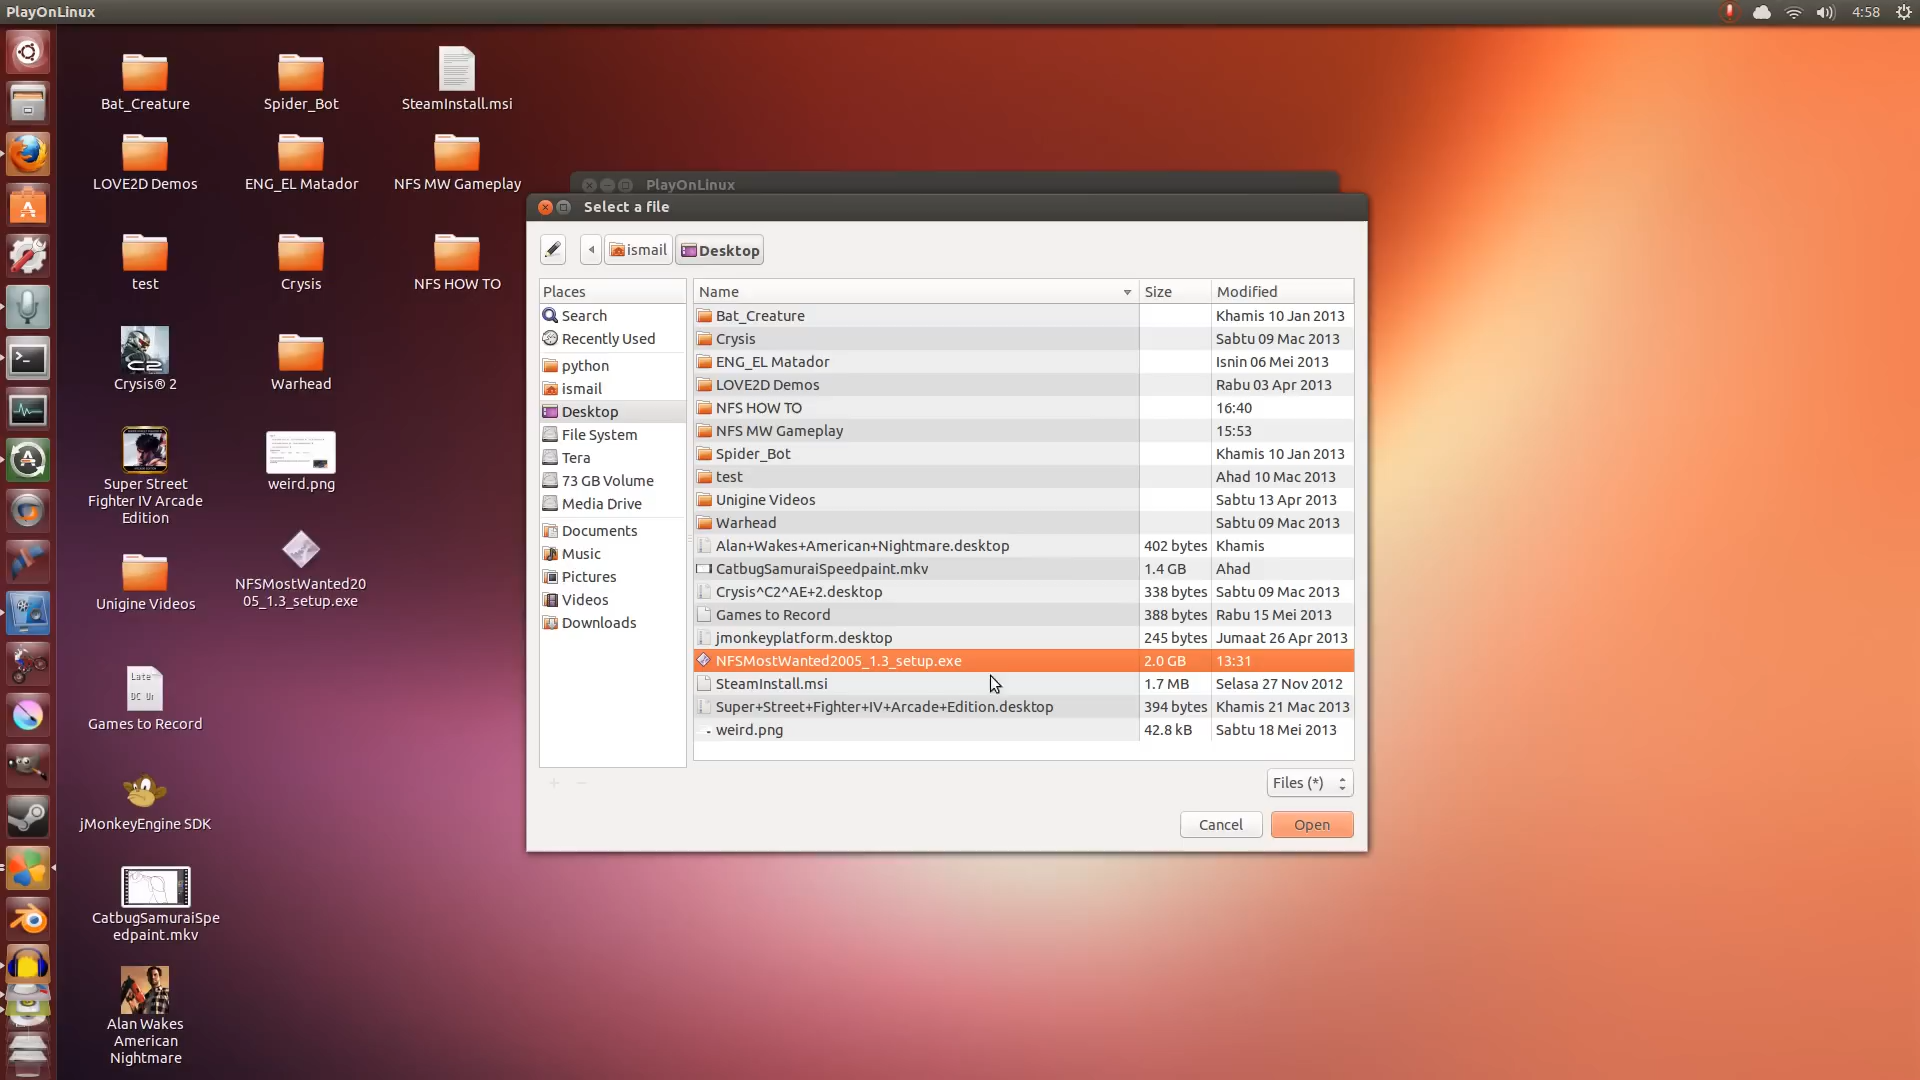 PlayOnLinux
4:58
Bat_Creature
Spider_Bot
SteamInstall.msi
LOVE2D Demos
ENG_EL Matador
NFS MW Gameplay
test
Crysis
NFS HOW TO
Crysis® 2
Warhead
Super Street
Fighter IV Arcade
Edition
weird.png
Unigine Videos
NFSMostWanted20
05_1.3_setup.exe
Late
DC Ur
Games to Record
jMonkeyEngine SDK
CatbugSamuraiSpe
edpaint.mkv
Alan Wakes
American
Nightmare
PlayOnLinux
Select a file
ismail
Desktop
Places
Search
Recently Used
python
ismail
Desktop
File System
Tera
73 GB Volume
Media Drive
Documents
Music
Pictures
Videos
Downloads
Name Size Modified
Bat_Creature Khamis 10 Jan 2013
Crysis Sabtu 09 Mac 2013
ENG_EL Matador Isnin 06 Mei 2013
LOVE2D Demos Rabu 03 Apr 2013
NFS HOW TO 16:40
NFS MW Gameplay 15:53
Spider_Bot Khamis 10 Jan 2013
test Ahad 10 Mac 2013
Unigine Videos Sabtu 13 Apr 2013
Warhead Sabtu 09 Mac 2013
Alan+Wakes+American+Nightmare.desktop 402 bytes Khamis
CatbugSamuraiSpeedpaint.mkv 1.4 GB Ahad
Crysis^C2^AE+2.desktop 338 bytes Sabtu 09 Mac 2013
Games to Record 388 bytes Rabu 15 Mei 2013
jmonkeyplatform.desktop 245 bytes Jumaat 26 Apr 2013
NFSMostWanted2005_1.3_setup.exe 2.0 GB 13:31
SteamInstall.msi 1.7 MB Selasa 27 Nov 2012
Super+Street+Fighter+IV+Arcade+Edition.desktop 394 bytes Khamis 21 Mac 2013
weird.png 42.8 kB Sabtu 18 Mei 2013
Files (*)
Cancel
Open